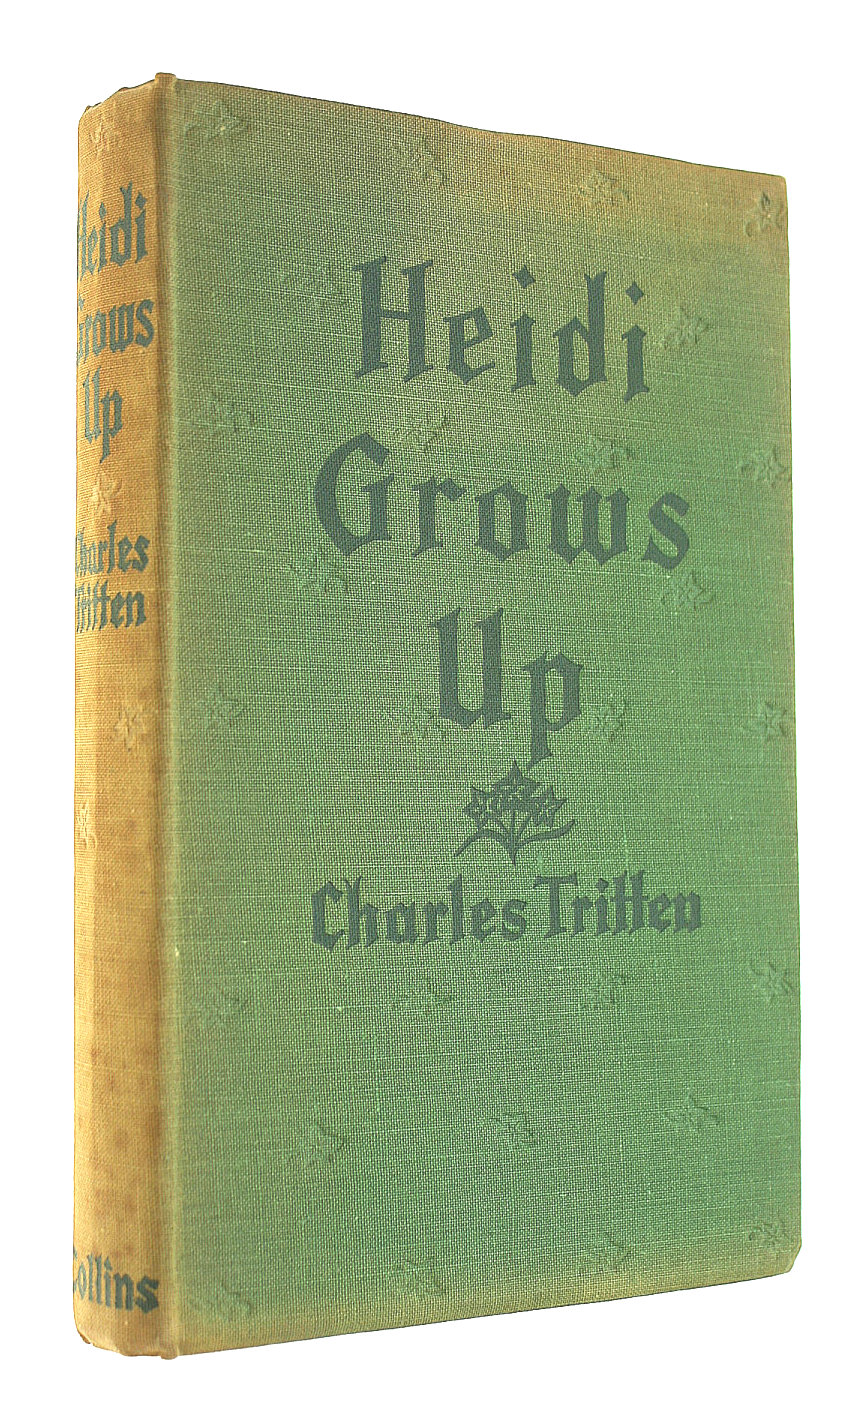 Heidi
Grows
Up
Charles Tritten
Heidi
Grows
Up
Charles
Tritten
Collins